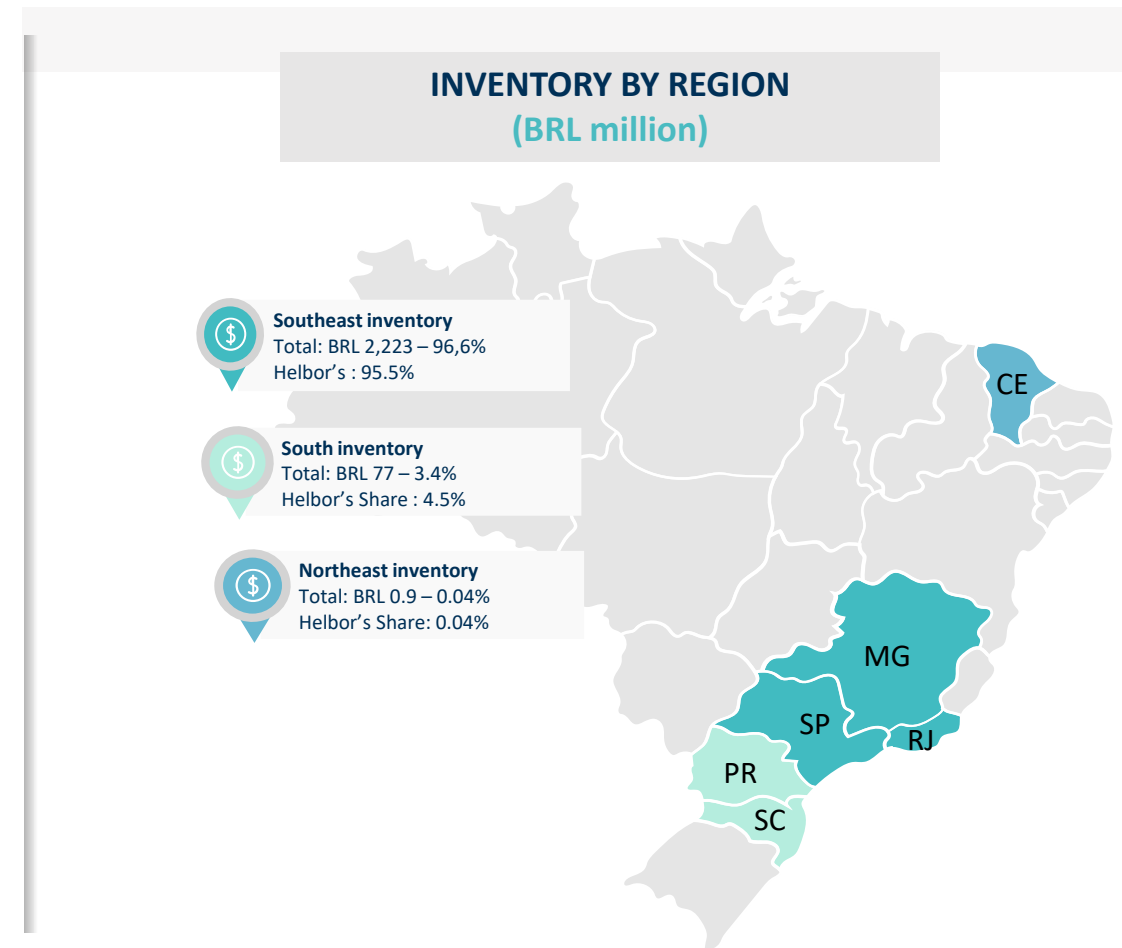 INVENTORY BY REGION
(BRL million)
Southeast inventory
Total: BRL 2,223 – 96,6%
Helbor's : 95.5%
South inventory
Total: BRL 77 – 3.4%
Helbor's Share : 4.5%
Northeast inventory
Total: BRL 0.9 – 0.04%
Helbor's Share: 0.04%
CE
MG
SP
RJ
PR
SC